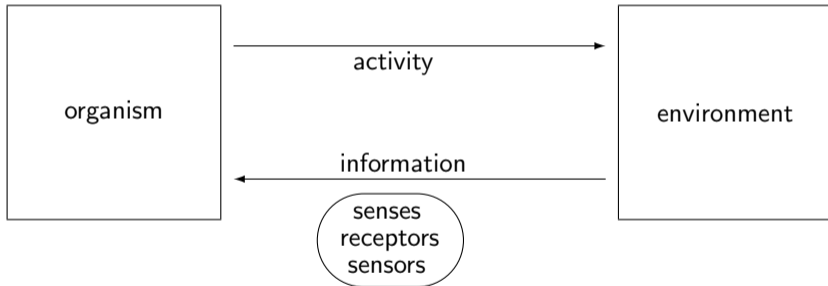 activity
organism
environment
information
senses
receptors
sensors